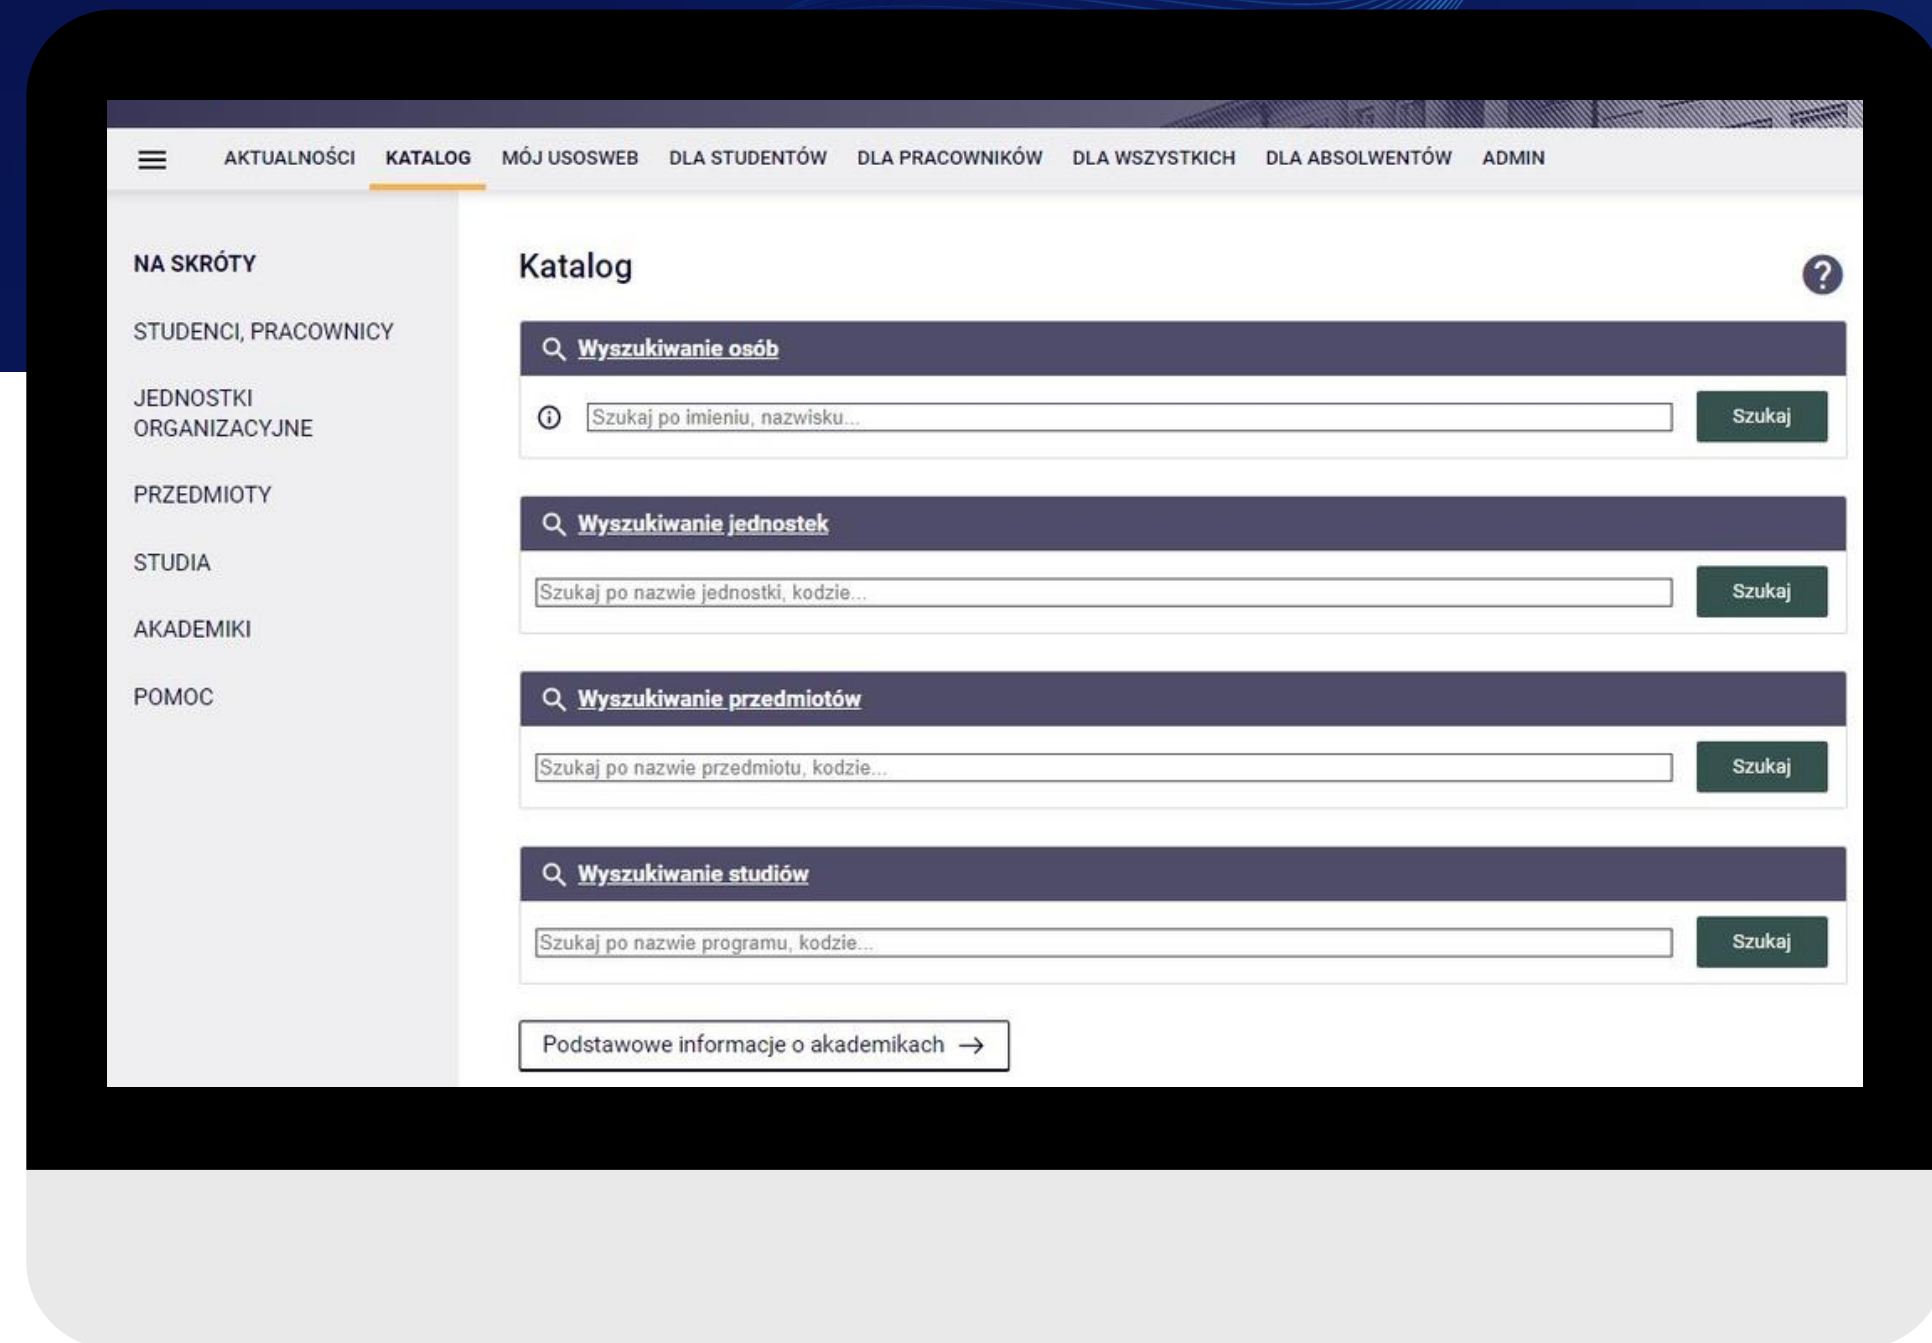 AKTUALNOŚCI KATALOG MÓJ USOSWEB DLA STUDENTÓW DLA PRACOWNIKÓW DLA WSZYSTKICH DLA ABSOLWENTÓW ADMIN
NA SKRÓTY
STUDENCI, PRACOWNICY
JEDNOSTKI
ORGANIZACYJNE
PRZEDMIOTY
STUDIA
AKADEMIKI
POMOC
Katalog
?
Wyszukiwanie osób
Szukaj po imieniu, nazwisku... Szukaj
Wyszukiwanie jednostek
Szukaj po nazwie jednostki, kodzie... Szukaj
Wyszukiwanie przedmiotów
Szukaj po nazwie przedmiotu, kodzie... Szukaj
Wyszukiwanie studiów
Szukaj po nazwie programu, kodzie... Szukaj
Podstawowe informacje o akademikach →